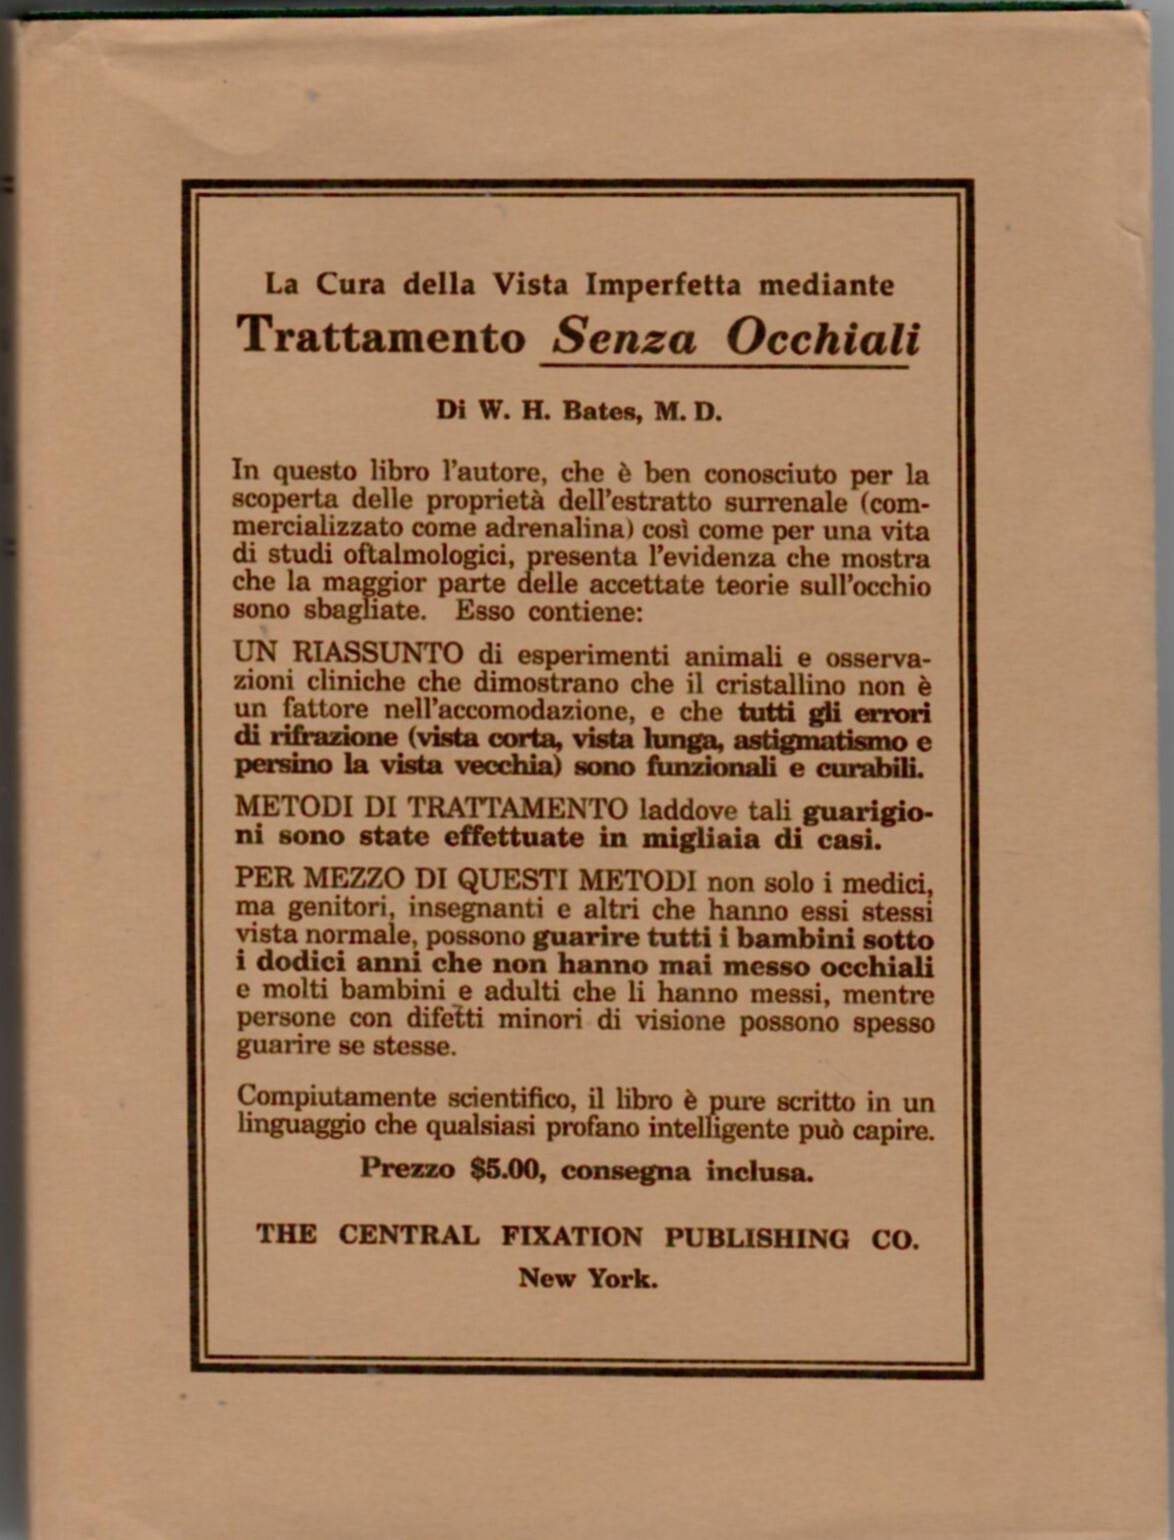 La Cura della Vista Imperfetta mediante
Trattamento Senza Occhiali
Di W. H. Bates, M. D.
In questo libro l'autore, che è ben conosciuto per la
scoperta delle proprietà dell'estratto surrenale (com-
mercializzato come adrenalina) così come per una vita
di studi oftalmologici, presenta l'evidenza che mostra
che la maggior parte delle accettate teorie sull'occhio
sono sbagliate. Esso contiene:
UN RIASSUNTO di esperimenti animali e osserva-
zioni cliniche che dimostrano che il cristallino non è
un fattore nell'accomodazione, e che tutti gli errori
di rifrazione (vista corta, vista lunga, astigmatismo e
persino la vista vecchia) sono funzionali e curabili.
METODI DI TRATTAMENTO laddove tali guarigio-
ni sono state effettuate in migliaia di casi.
PER MEZZO DI QUESTI METODI non solo i medici,
ma genitori, insegnanti e altri che hanno essi stessi
vista normale, possono guarire tutti i bambini sotto
i dodici anni che non hanno mai messo occhiali
e molti bambini e adulti che li hanno messi, mentre
persone con difetti minori di visione possono spesso
guarire se stesse.
Compiutamente scientifico, il libro è pure scritto in un
linguaggio che qualsiasi profano intelligente può capire.
Prezzo $5.00, consegna inclusa.
THE CENTRAL FIXATION PUBLISHING CO.
New York.